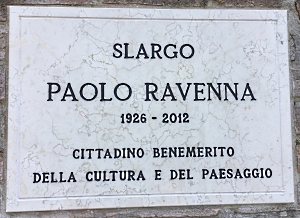 SLARGO
PAOLO RAVENNA
1926 - 2012
CITTADINO BENEMERITO
DELLA CULTURA E DEL PAESAGGIO